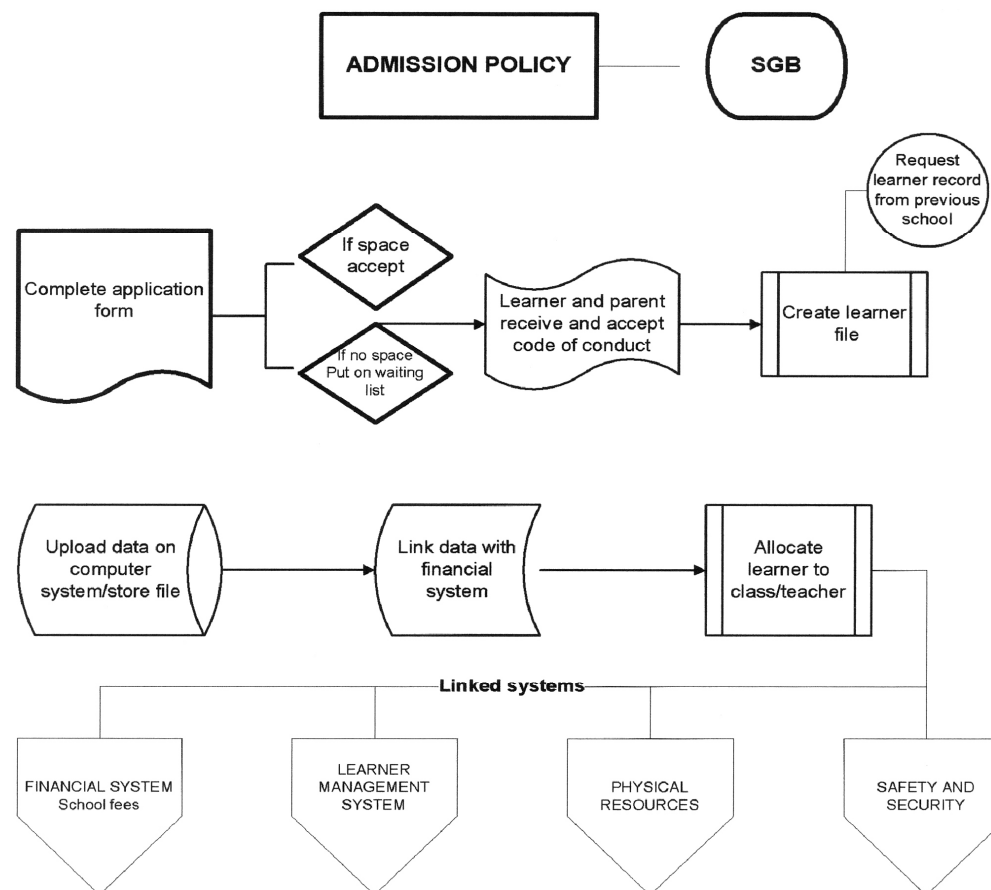 ADMISSION POLICY
SGB
Request
learner record
from previous
school
Complete application
form
If space
accept
If no space
Put on waiting
list
Learner and parent
receive and accept
code of conduct
Create learner
file
Upload data on
computer
system/store file
Link data with
financial
system
Allocate
learner to
class/teacher
Linked systems
FINANCIAL SYSTEM
School fees
LEARNER
MANAGEMENT
SYSTEM
PHYSICAL
RESOURCES
SAFETY AND
SECURITY